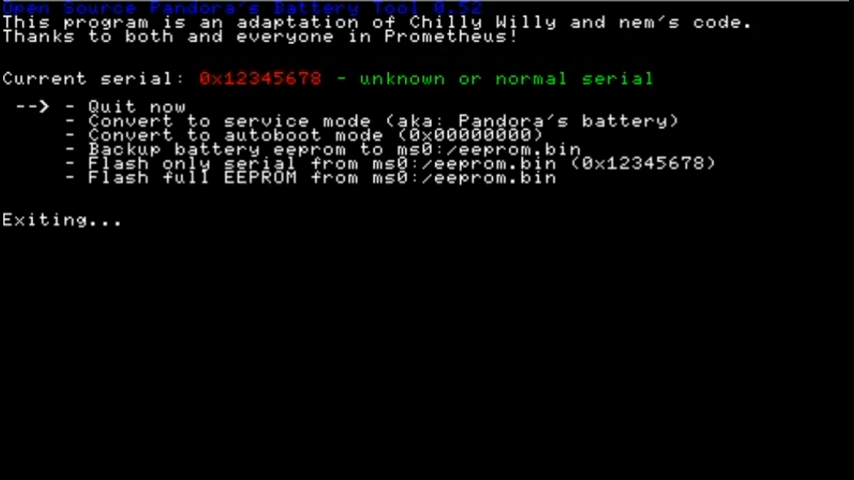 Open Source Pandora's Battery Tool 0.52
This program is an adaptation of Chilly Willy and nem's code.
Thanks to both and everyone in Prometheus!
Current serial: 0x12345678 - unknown or normal serial
--> - Quit now
- Convert to service mode (aka: Pandora's battery)
- Convert to autoboot mode (0x00000000)
- Backup battery eeprom to ms0:/eeprom.bin
- Flash only serial from ms0:/eeprom.bin (0x12345678)
- Flash full EEPROM from ms0:/eeprom.bin
Exiting...